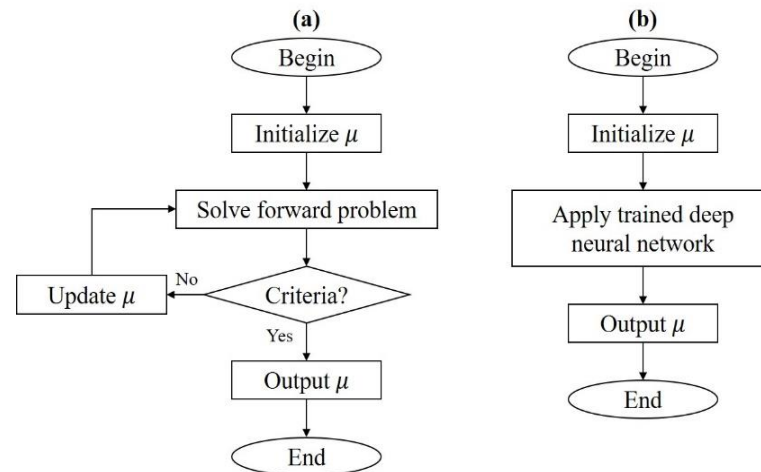 (a)
Begin
Initialize μ
Solve forward problem
Update μ
No
Criteria?
Yes
Output μ
End
(b)
Begin
Initialize μ
Apply trained deep
neural network
Output μ
End